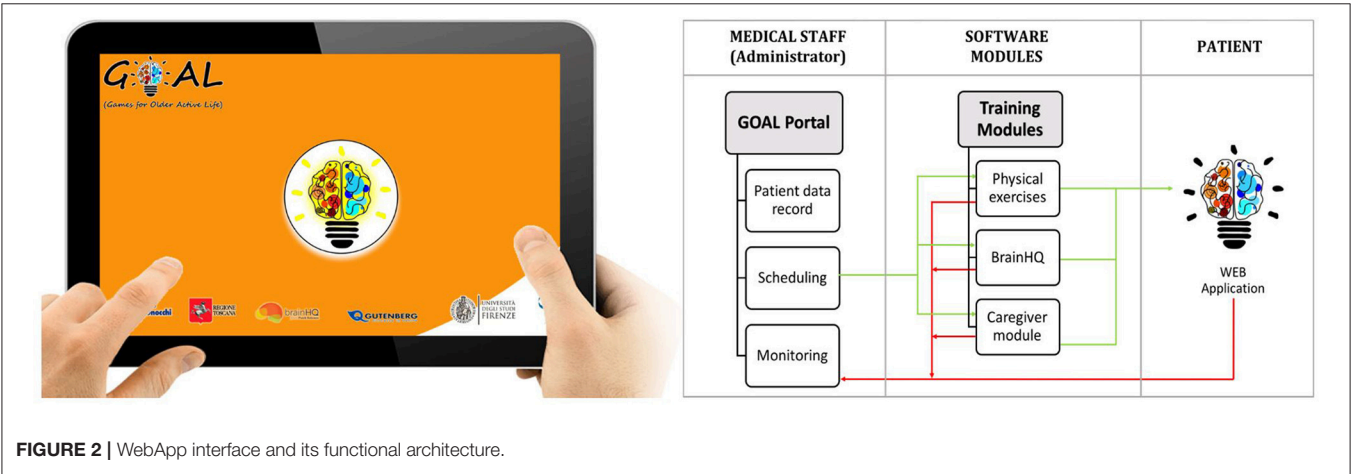 GOAL
(Games for Older Active Life)
REGIONE
TOSCANA
brainHQ
GUTENBERG
UNIVERSITÀ
DEGLI STUDI
FIRENZE
MEDICAL STAFF
(Administrator)
SOFTWARE
MODULES
PATIENT
GOAL Portal
Patient data
record
Scheduling
Monitoring
Training
Modules
Physical
exercises
BrainHQ
Caregiver
module
WEB
Application
FIGURE 2 | WebApp interface and its functional architecture.